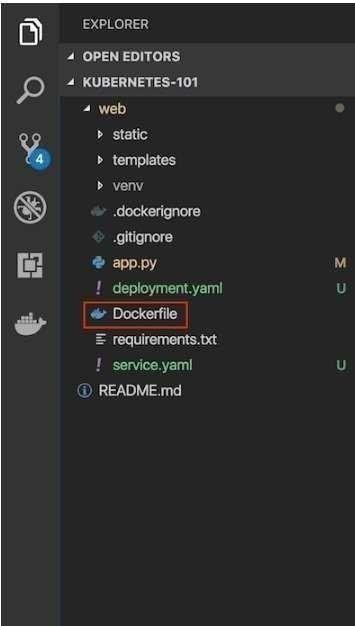 EXPLORER
OPEN EDITORS
KUBERNETES-101
web
static
templates
venv
.dockerignore
.gitignore
app.py M
deployment.yaml U
Dockerfile
requirements.txt
service.yaml U
README.md
4